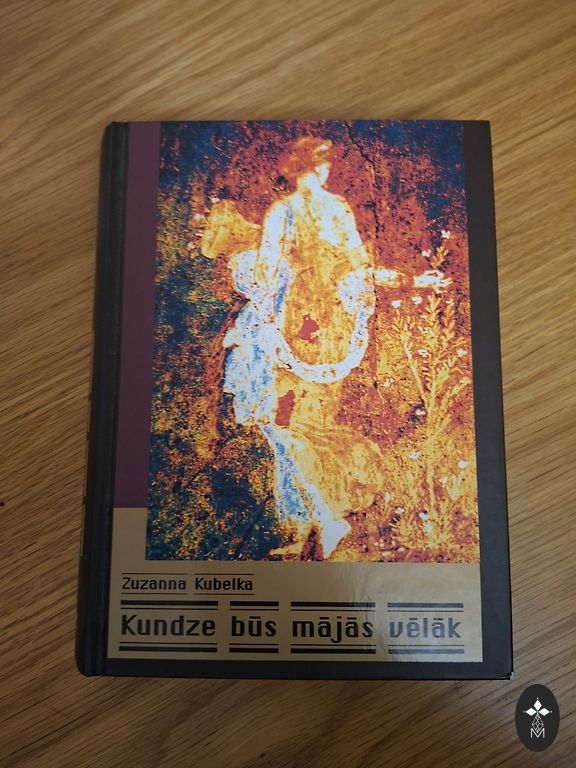 Zuzanna Kubelka
Kundze būs mājās vēlāk
M